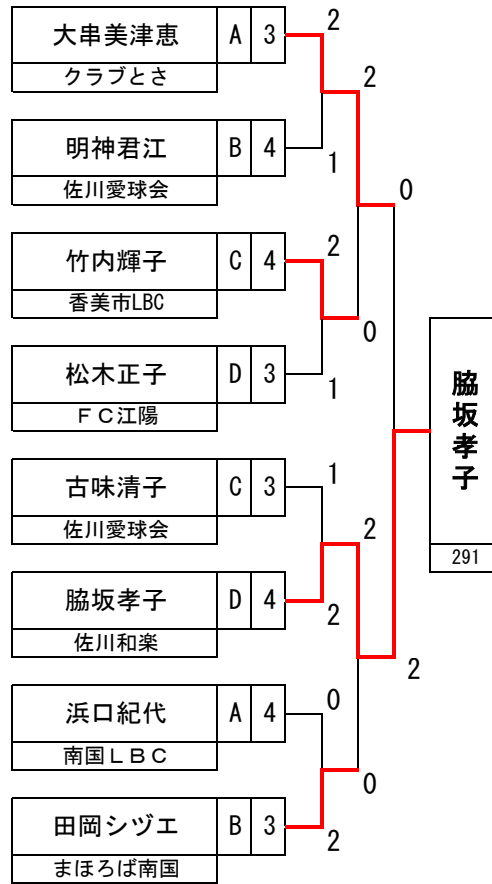 大串美津恵 A 3
クラブとさ
明神君江 B 4
佐川愛球会
竹内輝子 C 4
香美市LBC
松木正子 D 3
ＦＣ江陽
古味清子 C 3
佐川愛球会
脇坂孝子 D 4
佐川和楽
浜口紀代 A 4
南国ＬＢＣ
田岡シヅエ B 3
まほろば南国
2
1
2
1
1
2
0
2
2
0
2
0
0
2
脇坂孝子
291